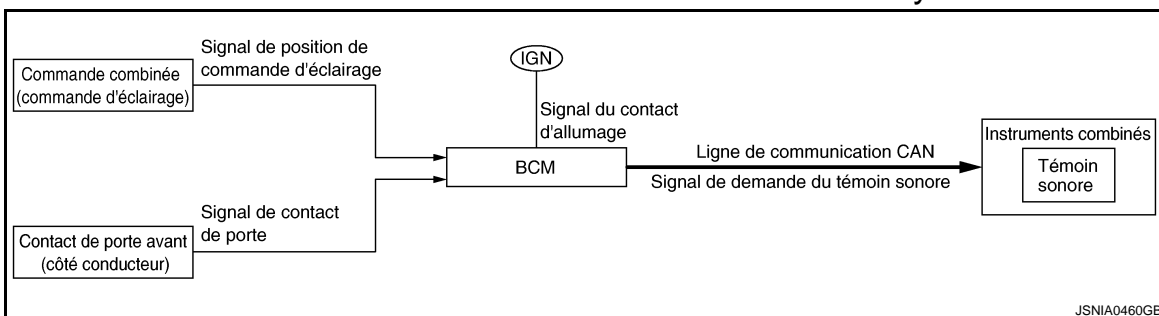 Signal de position de
commande d'éclairage
Commande combinée
(commande d'éclairage)
IGN
Signal du contact
d'allumage
BCM
Ligne de communication CAN
Signal de demande du témoin sonore
Instruments combinés
Témoin
sonore
Signal de contact
de porte
Contact de porte avant
(côté conducteur)